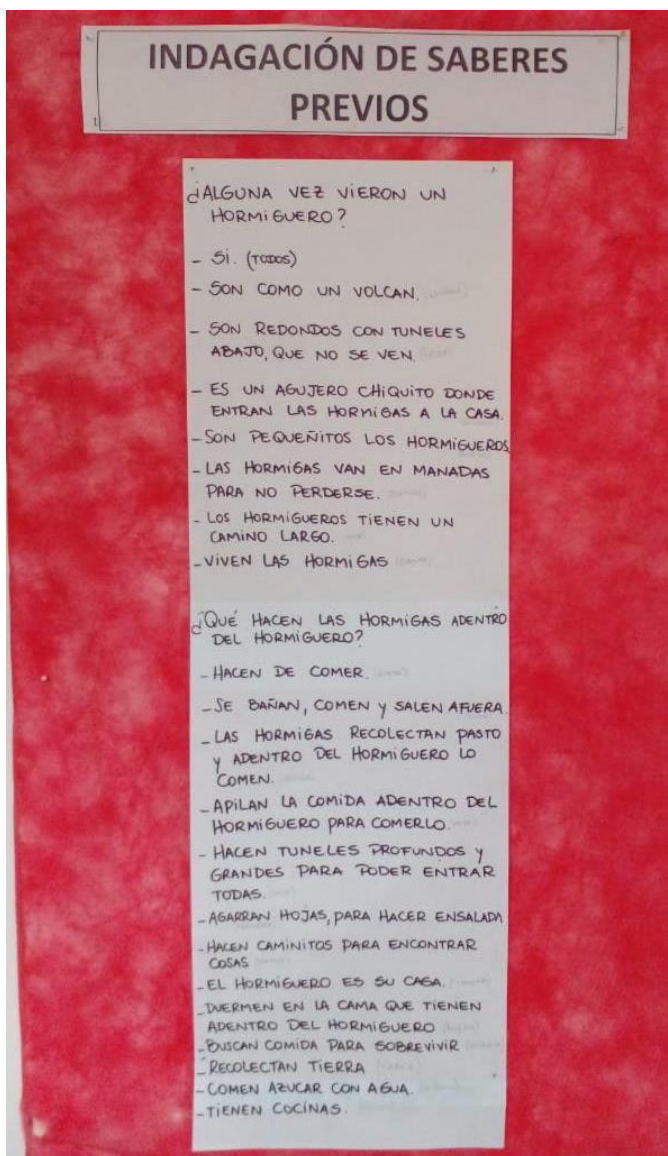 INDAGACIÓN DE SABERES
PREVIOS
¿ALGUNA VEZ VIERON UN
HORMIGUERO?
- SI. (TODOS)
- SON COMO UN VOLCAN.
- SON REDONDOS CON TUNELES
ABAJO, QUE NO SE VEN.
- ES UN AGUJERO CHIQUITO DONDE
ENTRAN LAS HORMIGAS A LA CASA.
- SON PEQUEÑITOS LOS HORMIGUEROS
- LAS HORMIGAS VAN EN MANADAS
PARA NO PERDERSE.
- LOS HORMIGUEROS TIENEN UN
CAMINO LARGO.
- VIVEN LAS HORMIGAS
¿QUÉ HACEN LAS HORMIGAS ADENTRO
DEL HORMIGUERO?
- HACEN DE COMER.
- SE BAÑAN, COMEN Y SALEN AFUERA.
- LAS HORMIGAS RECOLECTAN PASTO
Y ADENTRO DEL HORMIGUERO LO
COMEN.
- APILAN LA COMIDA ADENTRO DEL
HORMIGUERO PARA COMERLO.
- HACEN TUNELES PROFUNDOS Y
GRANDES PARA PODER ENTRAR
TODAS.
- AGARRAN HOJAS, PARA HACER ENSALADA
- HACEN CAMINITOS PARA ENCONTRAR
COSAS
- EL HORMIGUERO ES SU CASA.
- DUERMEN EN LA CAMA QUE TIENEN
ADENTRO DEL HORMIGUERO
- BUSCAN COMIDA PARA SOBREVIVIR
- RECOLECTAN TIERRA
- COMEN AZUCAR CON AGUA.
- TIENEN COCINAS.